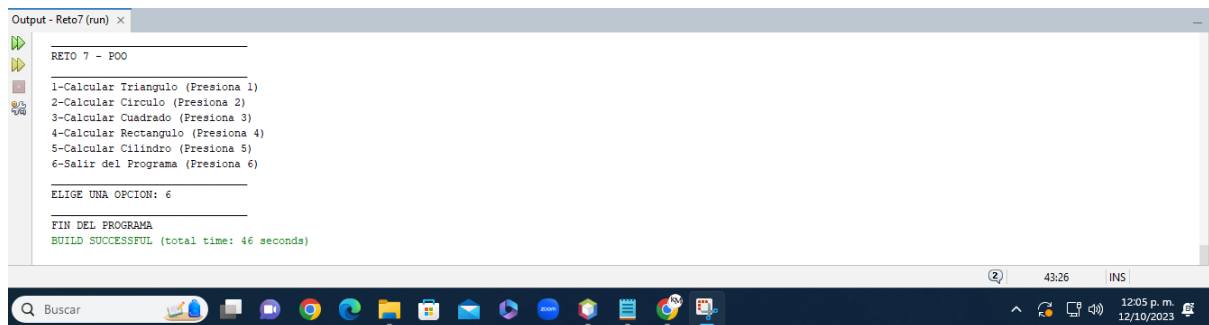 Output - Reto7 (run) ×
RETO 7 - POO
1-Calcular Triangulo (Presiona 1)
2-Calcular Circulo (Presiona 2)
3-Calcular Cuadrado (Presiona 3)
4-Calcular Rectangulo (Presiona 4)
5-Calcular Cilindro (Presiona 5)
6-Salir del Programa (Presiona 6)
ELIGE UNA OPCION: 6
FIN DEL PROGRAMA
BUILD SUCCESSFUL (total time: 46 seconds)
2 43:26 INS
Buscar zoom KM 12:05 p. m.
12/10/2023